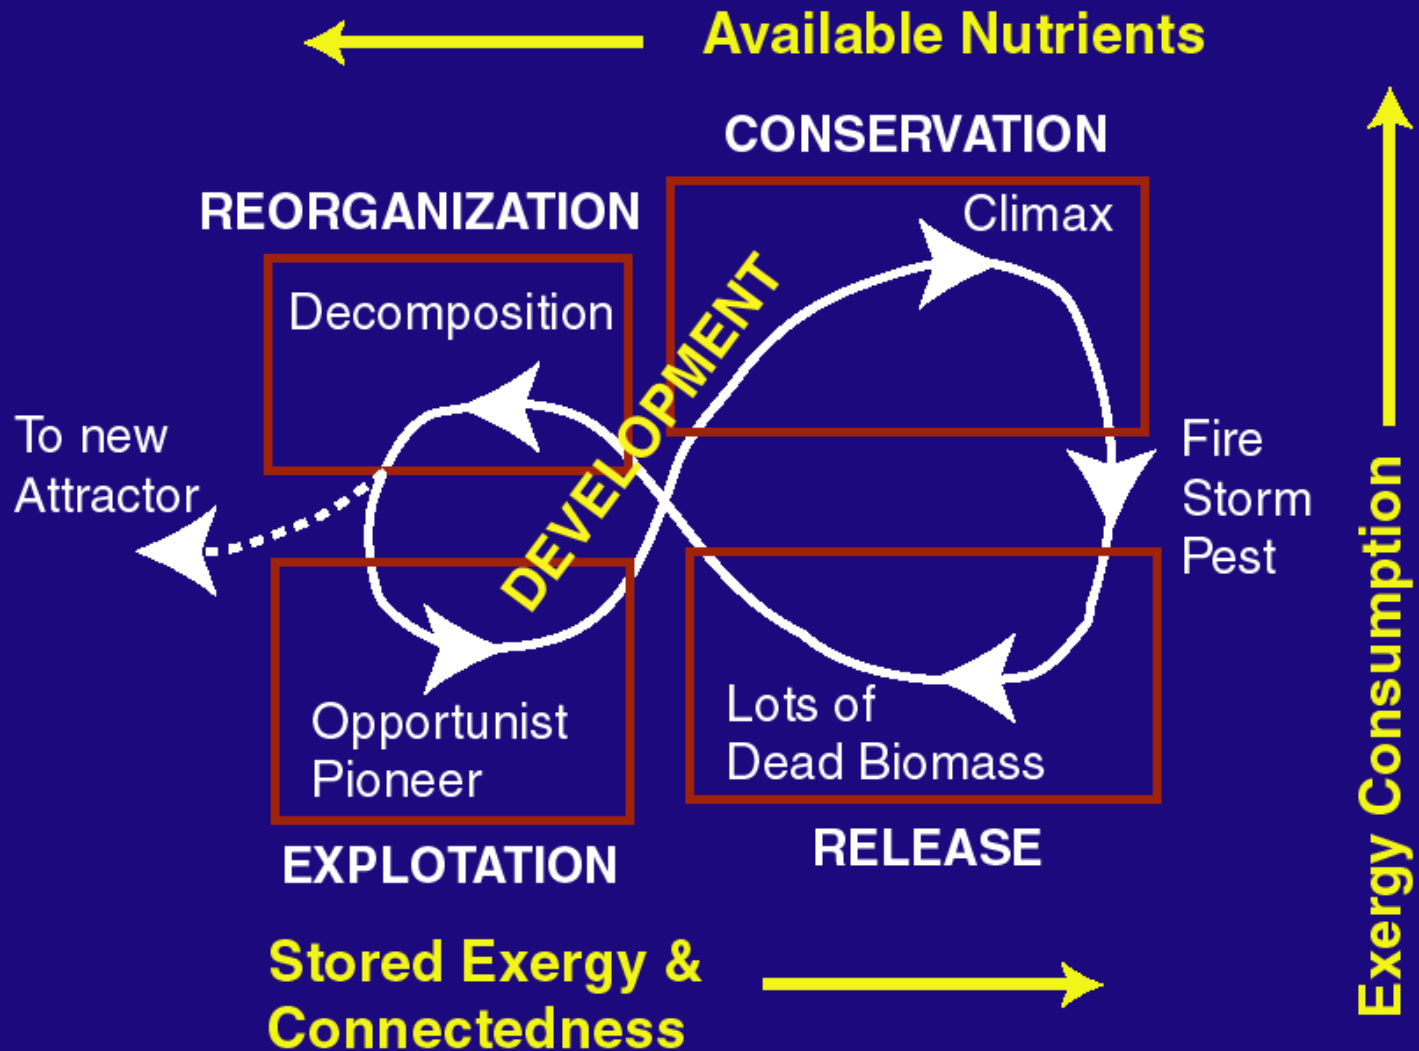 Available Nutrients
CONSERVATION
REORGANIZATION
Climax
Decomposition
DEVELOPMENT
To new
Attractor
Fire
Storm
Pest
Exergy Consumption
Opportunist
Pioneer
Lots of
Dead Biomass
EXPLOTATION
RELEASE
Stored Exergy &
Connectedness